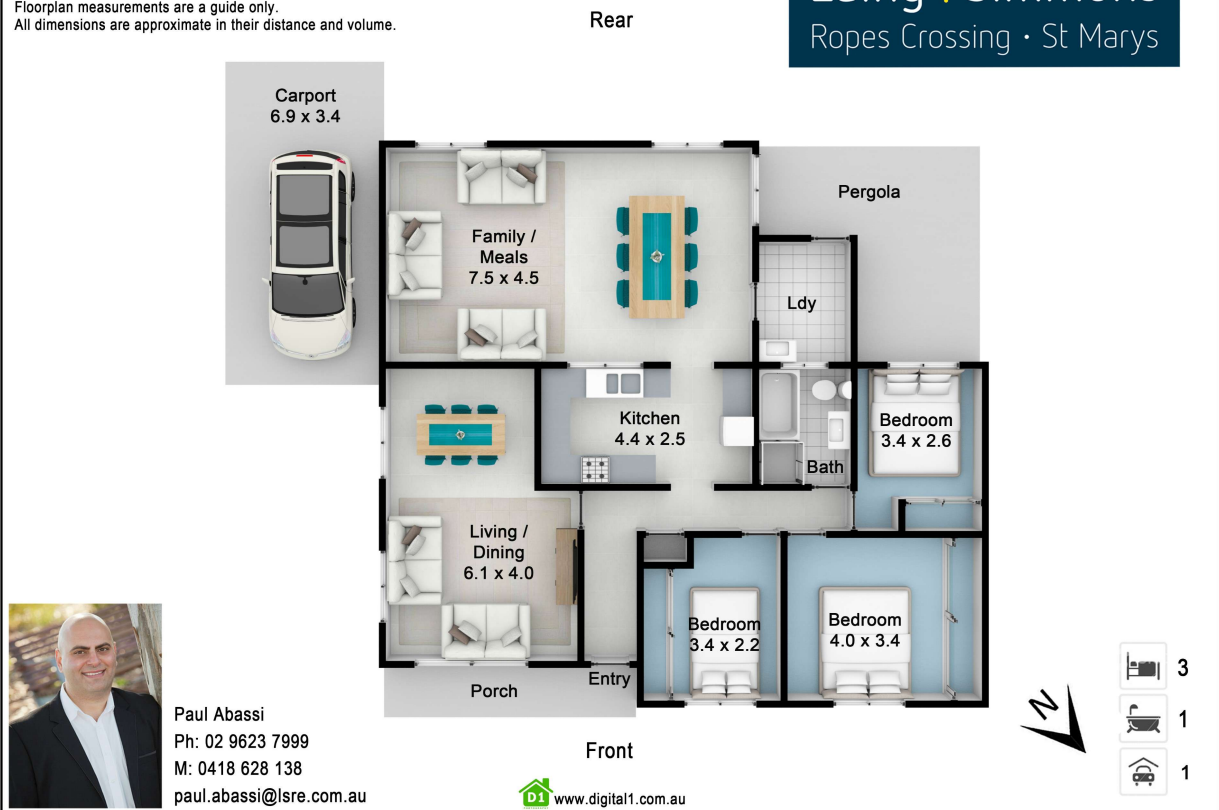 Floorplan measurements are a guide only.
All dimensions are approximate in their distance and volume.
Rear
Ropes Crossing · St Marys
Carport
6.9 x 3.4
Pergola
Family /
Meals
7.5 x 4.5
Ldy
Kitchen
4.4 x 2.5
Bedroom
3.4 x 2.6
Bath
Living /
Dining
6.1 x 4.0
Bedroom
3.4 x 2.2
Bedroom
4.0 x 3.4
Porch
Entry
Front
N
3
1
1
Paul Abassi
Ph: 02 9623 7999
M: 0418 628 138
paul.abassi@lsre.com.au
D1 www.digital1.com.au